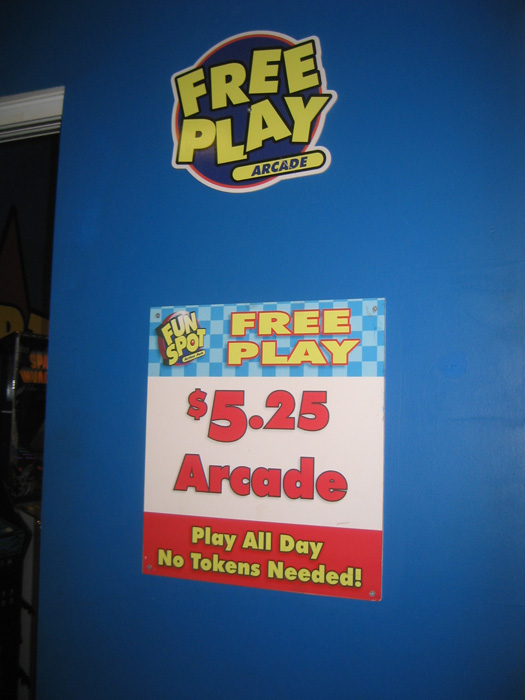 FREE
PLAY
ARCADE
FUN
SPOT
FREE
PLAY
$5.25
Arcade
Play All Day
No Tokens Needed!